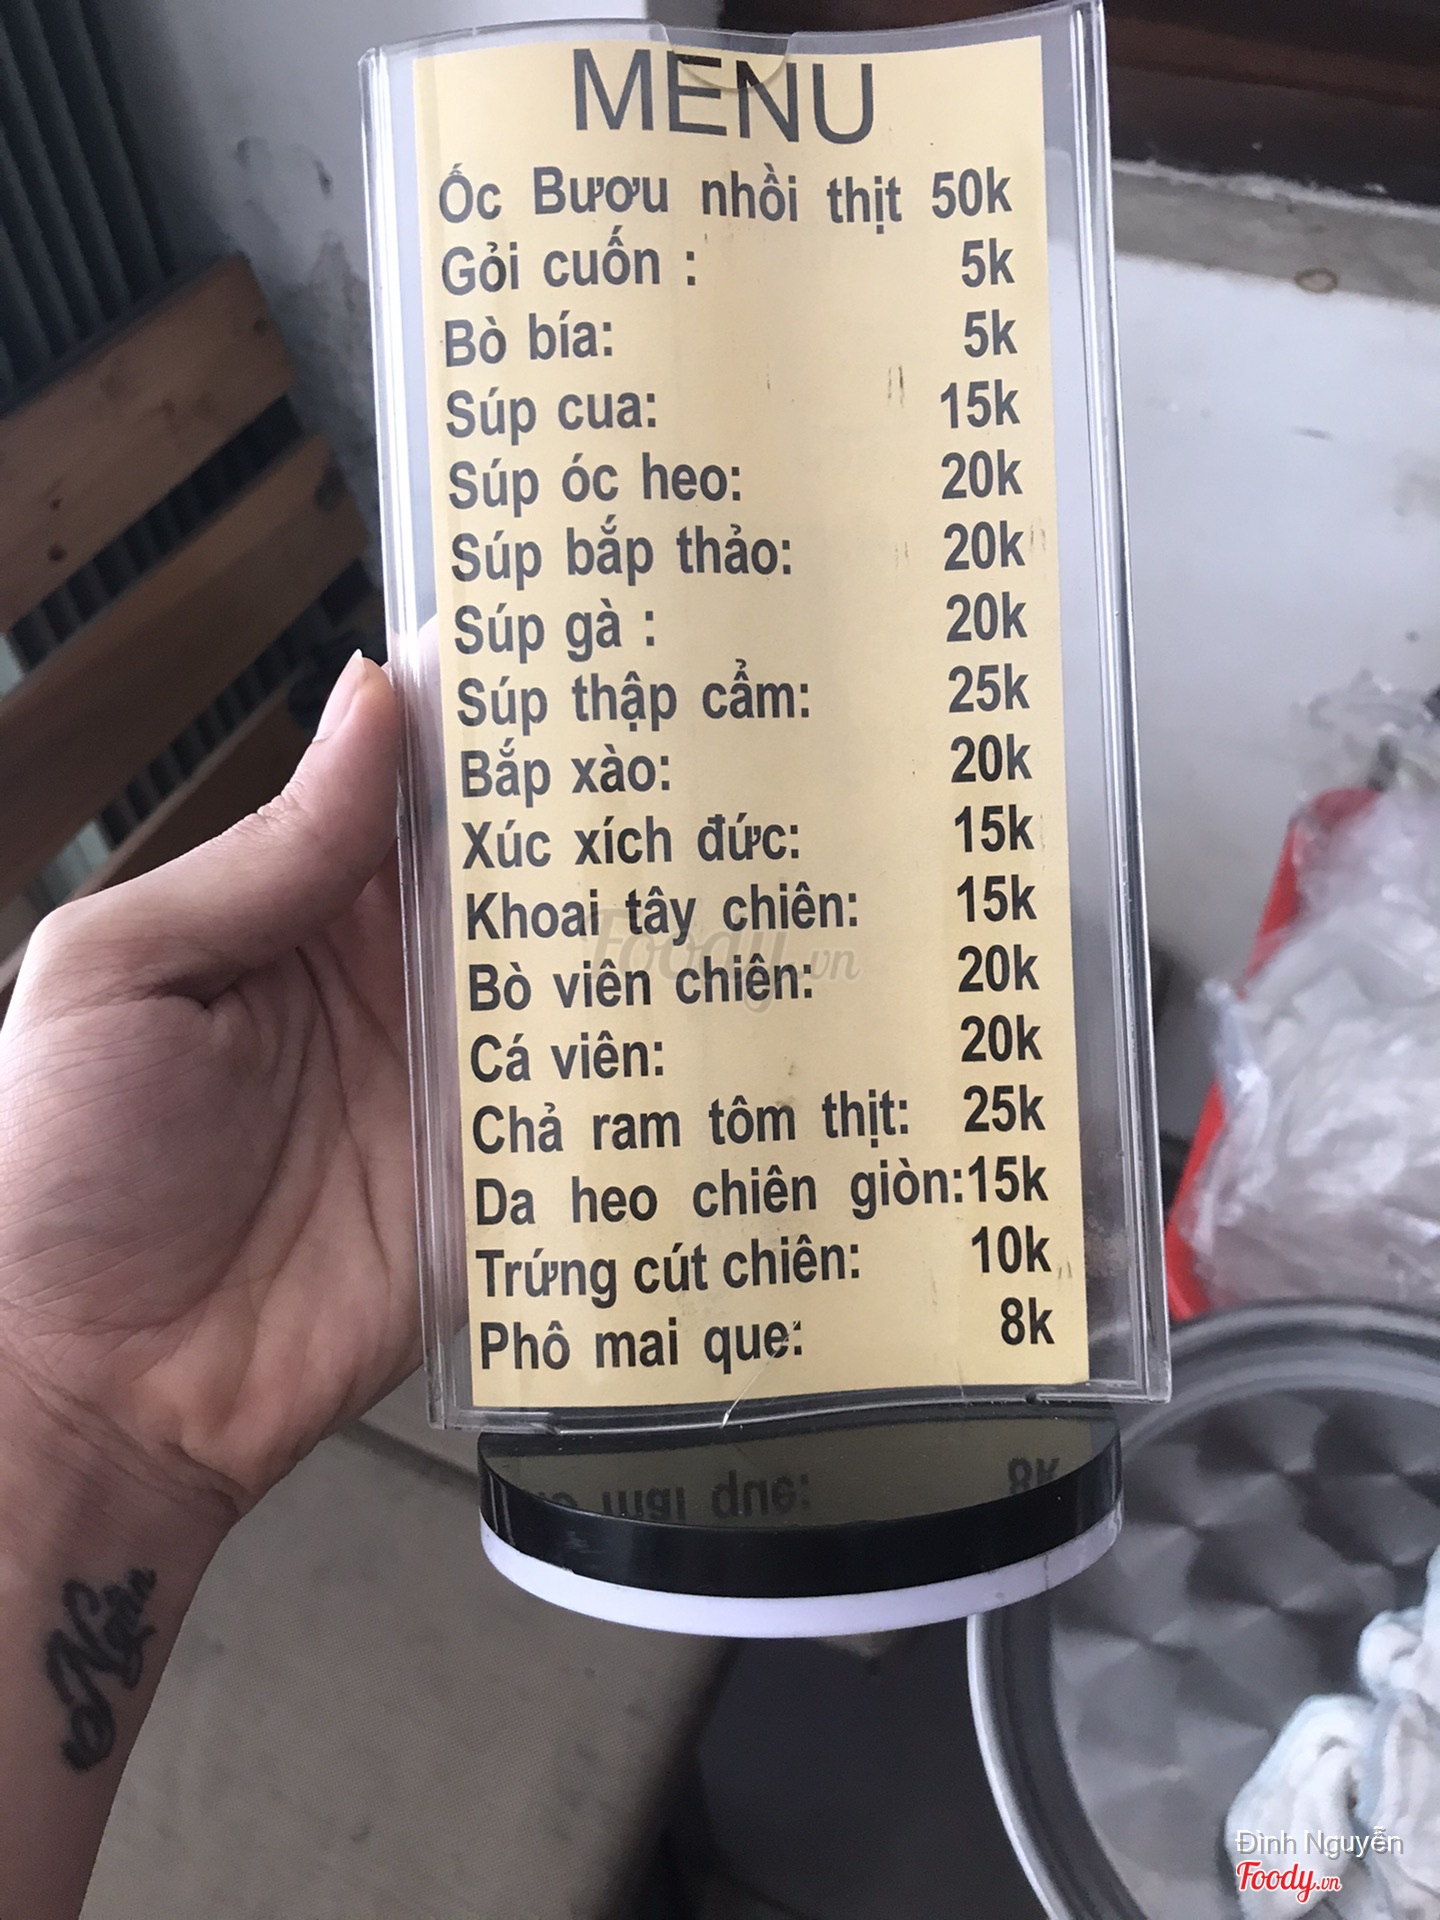 MENU
Ốc Bươu nhồi thịt 50k
Gỏi cuốn : 5k
Bò bía: 5k
Súp cua: 15k
Súp óc heo: 20k
Súp bắp thảo: 20k
Súp gà : 20k
Súp thập cẩm: 25k
Bắp xào: 20k
Xúc xích đức: 15k
Khoai tây chiên: 15k
Bò viên chiên: 20k
Cá viên: 20k
Chả ram tôm thịt: 25k
Da heo chiên giòn:15k
Trứng cút chiên: 10k
Phô mai que: 8k
Foody.vn
Ngân
Đình Nguyễn
Foody.vn